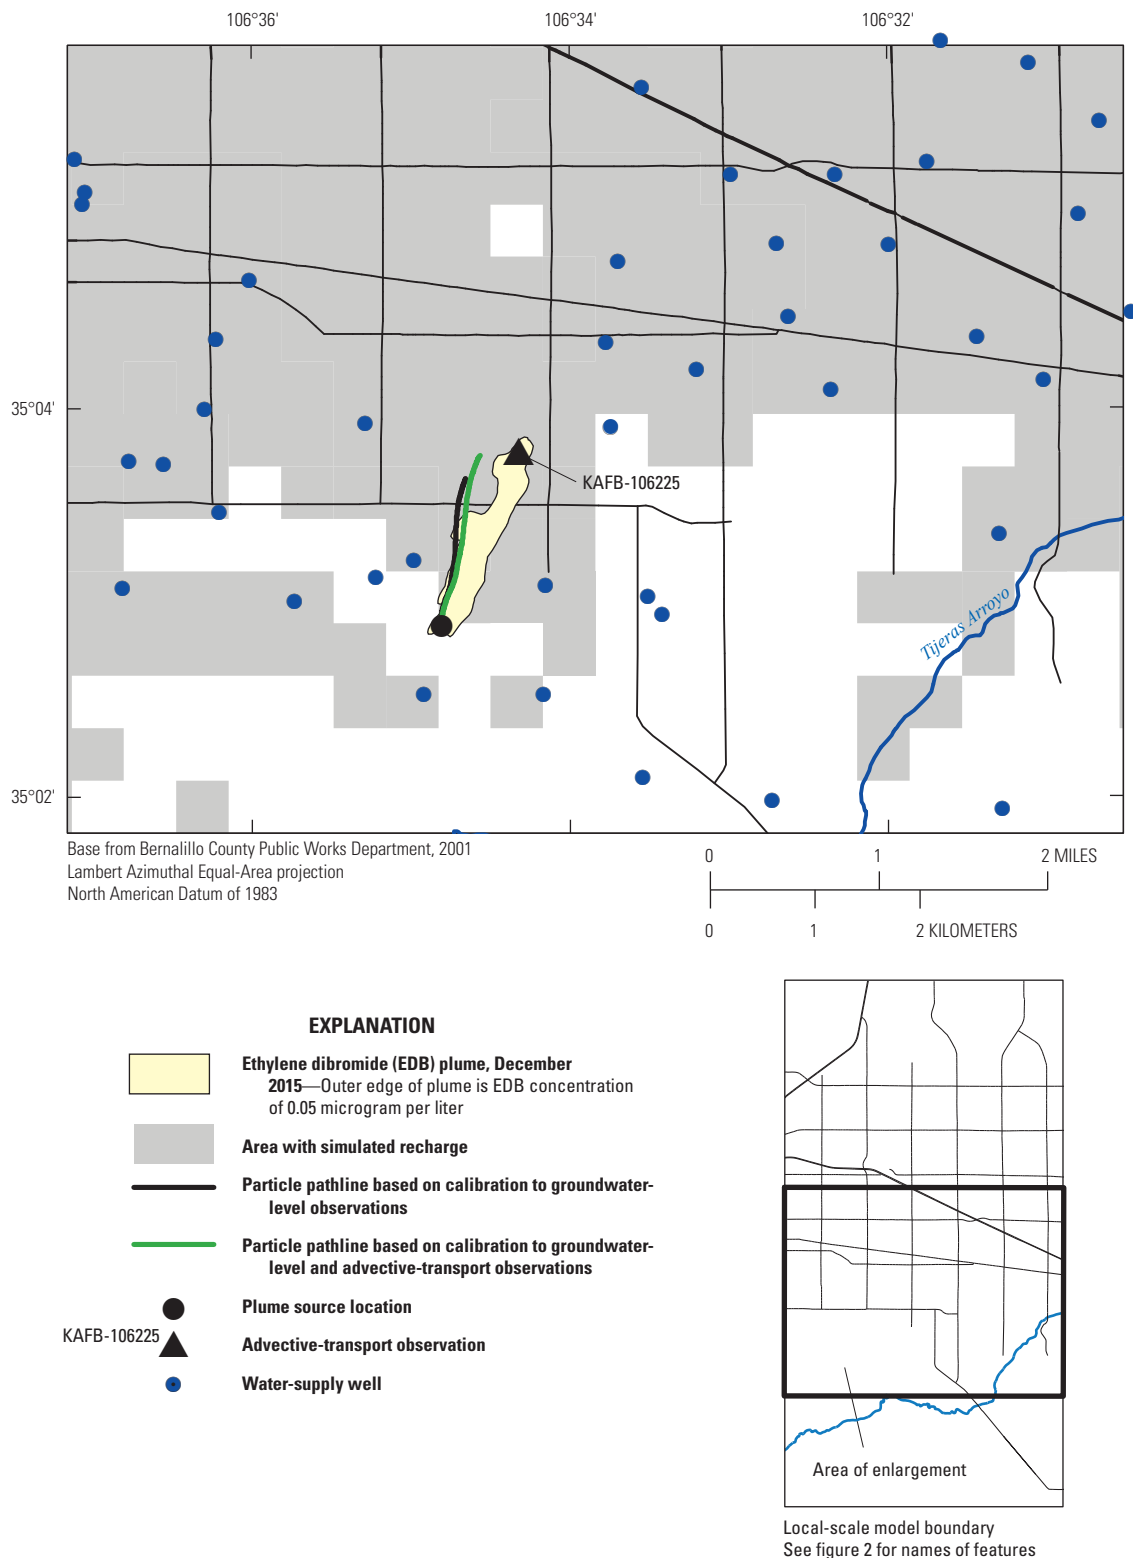 106°36'
106°34'
106°32'
35°04'
KAFB-106225
Tijeras Arroyo
35°02'
Base from Bernalillo County Public Works Department, 2001
Lambert Azimuthal Equal-Area projection
North American Datum of 1983
0
1
2 MILES
0
1
2 KILOMETERS
EXPLANATION
Ethylene dibromide (EDB) plume, December
2015—Outer edge of plume is EDB concentration
of 0.05 microgram per liter
Area with simulated recharge
Particle pathline based on calibration to groundwater-
level observations
Particle pathline based on calibration to groundwater-
level and advective-transport observations
Plume source location
KAFB-106225
Advective-transport observation
Water-supply well
Area of enlargement
Local-scale model boundary
See figure 2 for names of features